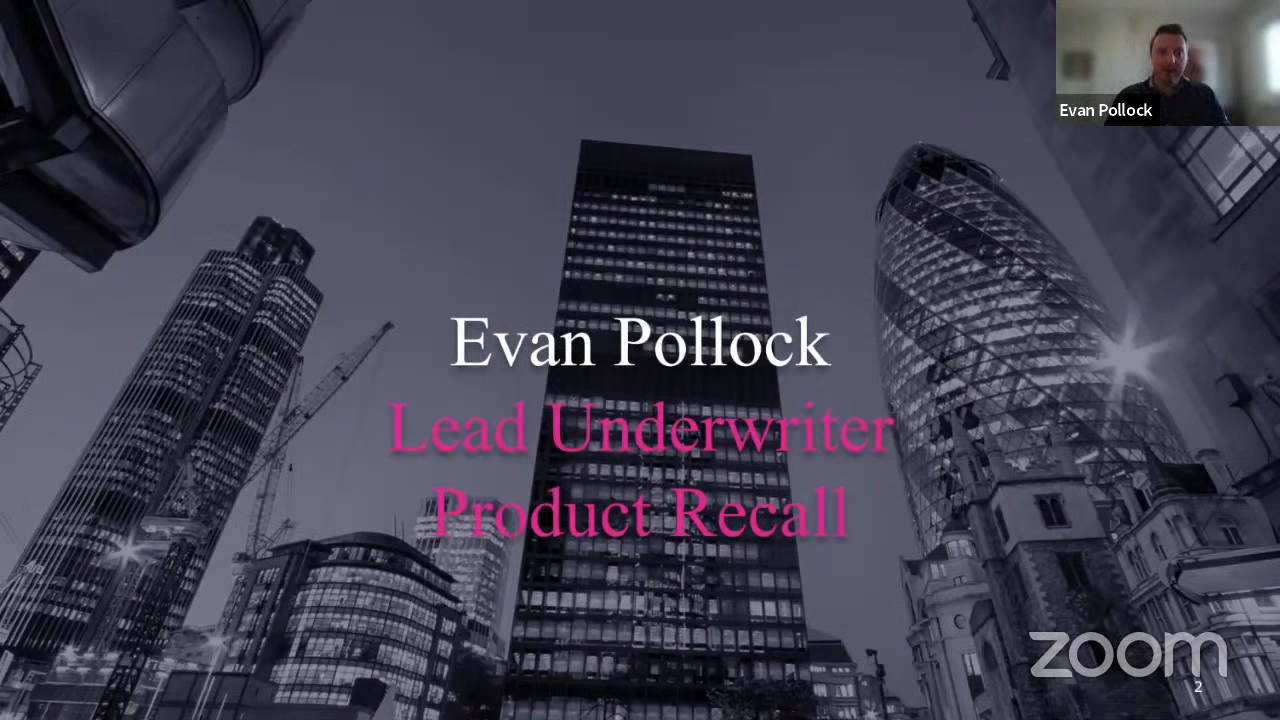 Evan Pollock
Evan Pollock
Lead Underwriter
Product Recall
zoom
2